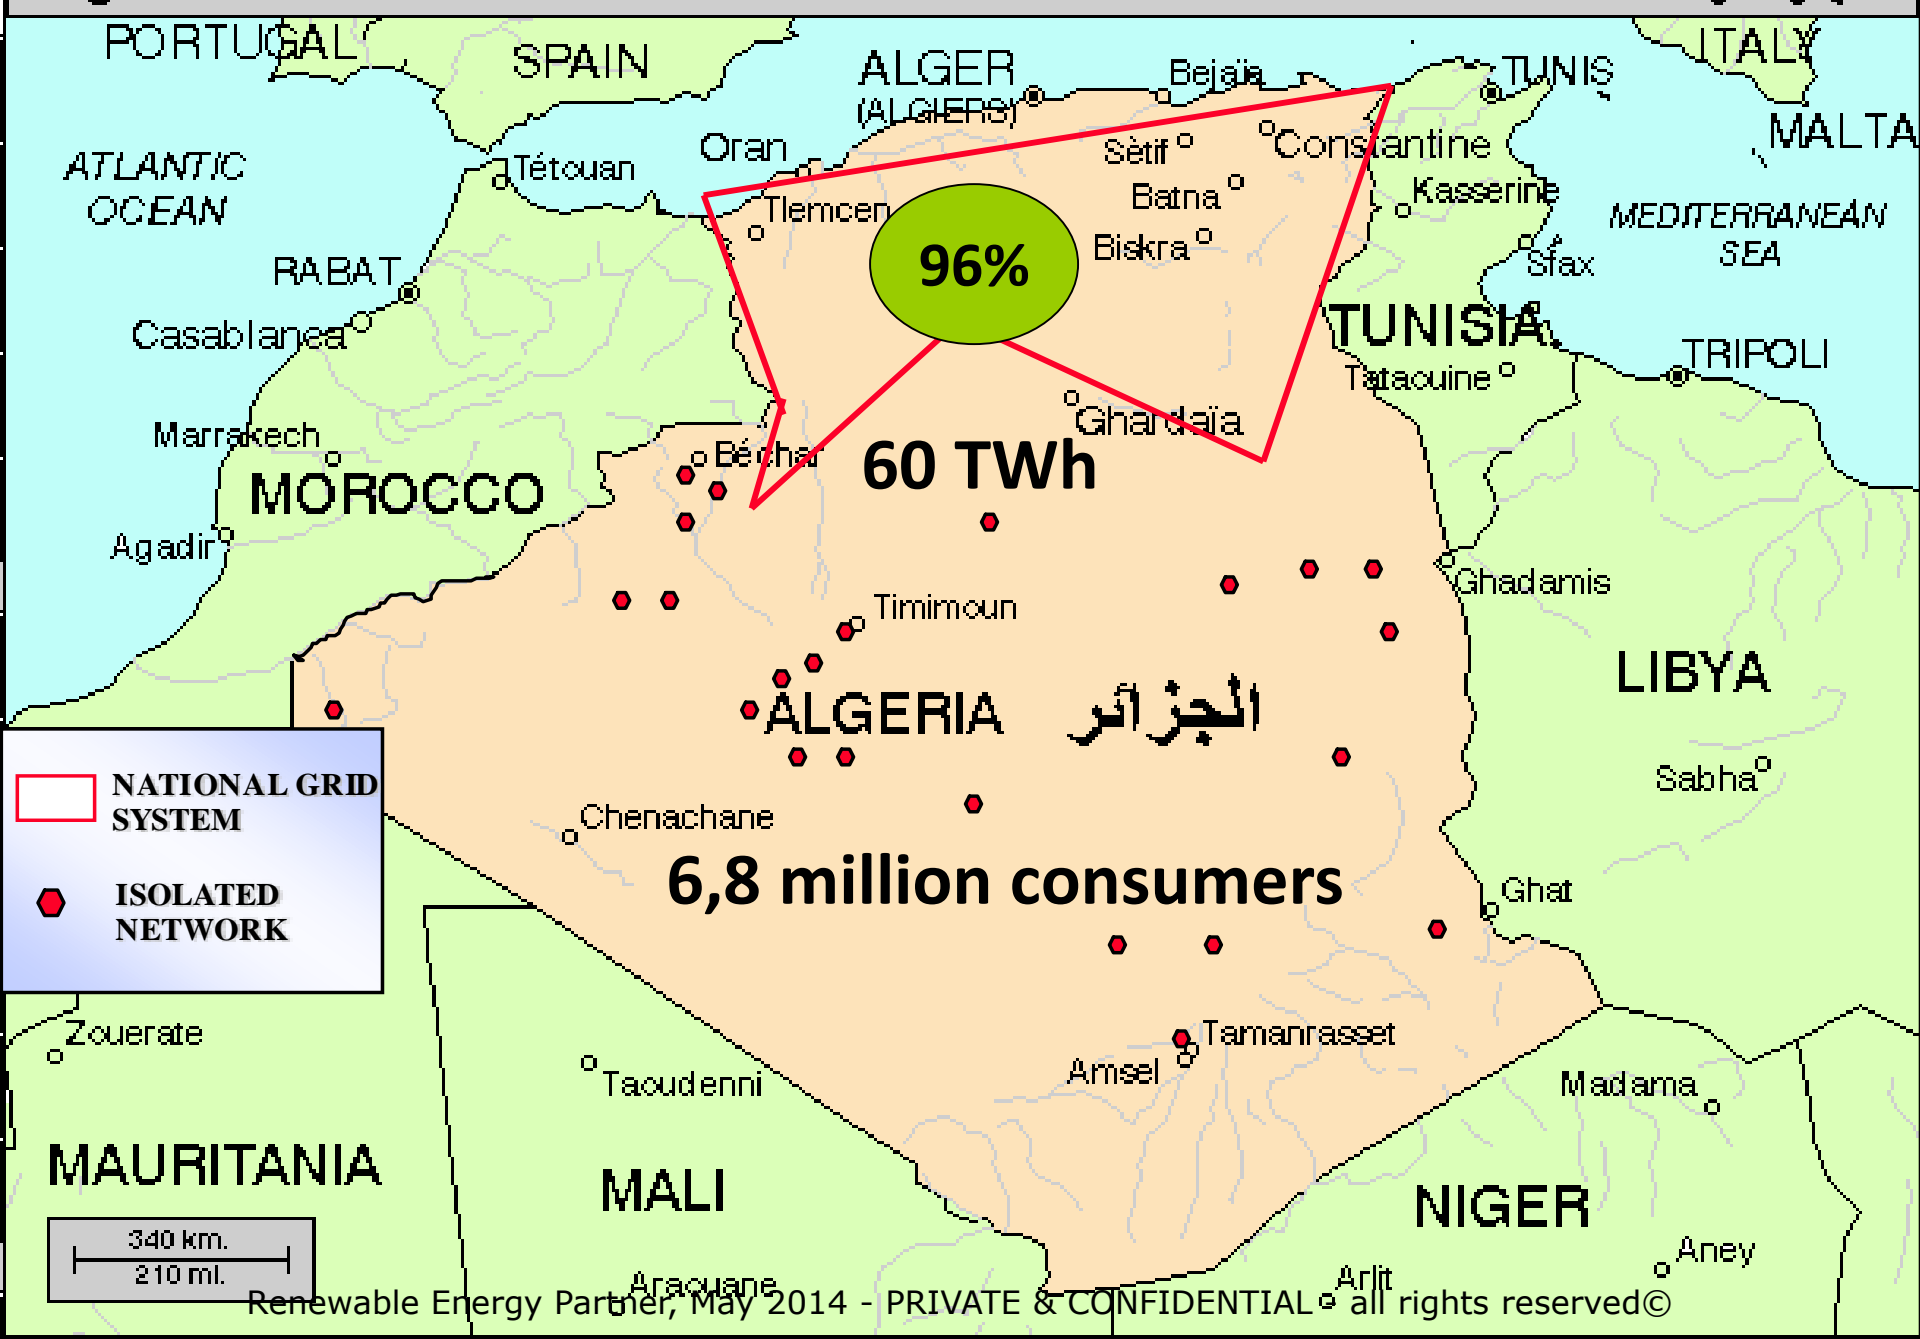 PORTUGAL
SPAIN
ALGER
(ALGIERS)
Bejaïa
TUNIS
ITALY
MALTA
ATLANTIC
OCEAN
Tétouan
Oran
Sètif
Constantine
Tlemcen
Batna
Kasserine
MEDITERRANEAN
SEA
RABAT
96%
Biskra
Sfax
Casablanca
TUNISIA
TRIPOLI
Tataouine
Marrakech
Béchar
Ghardaïa
MOROCCO
60 TWh
Agadir
Ghadamis
Timimoun
ALGERIA
الجزائر
LIBYA
NATIONAL GRID
SYSTEM
Sabha
Chenachane
6,8 million consumers
ISOLATED
NETWORK
Ghat
Zouerate
Tamanrasset
Taoudenni
Amsel
Madama
MAURITANIA
MALI
NIGER
340 km.
210 mi.
Aney
Araouane
Arlit
Renewable Energy Partner, May 2014 - PRIVATE & CONFIDENTIAL - all rights reserved©